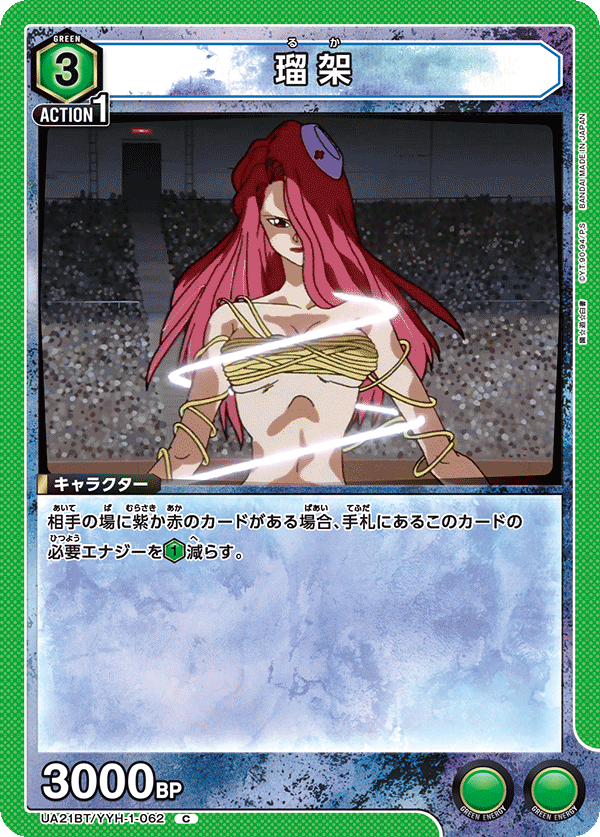 GREEN
3
ACTION 1
るか
瑠架
©Y.T.90-94/P.S BANDAI MADE IN JAPAN
幽☆遊☆白書
キャラクター
あいて ば むらさき あか ばあい てふだ
相手の場に紫か赤のカードがある場合、手札にあるこのカードの
ひつよう へ
必要エナジーを1減らす。
3000BP
GREEN ENERGY
GREEN ENERGY
UA21BT/YYH-1-062 C